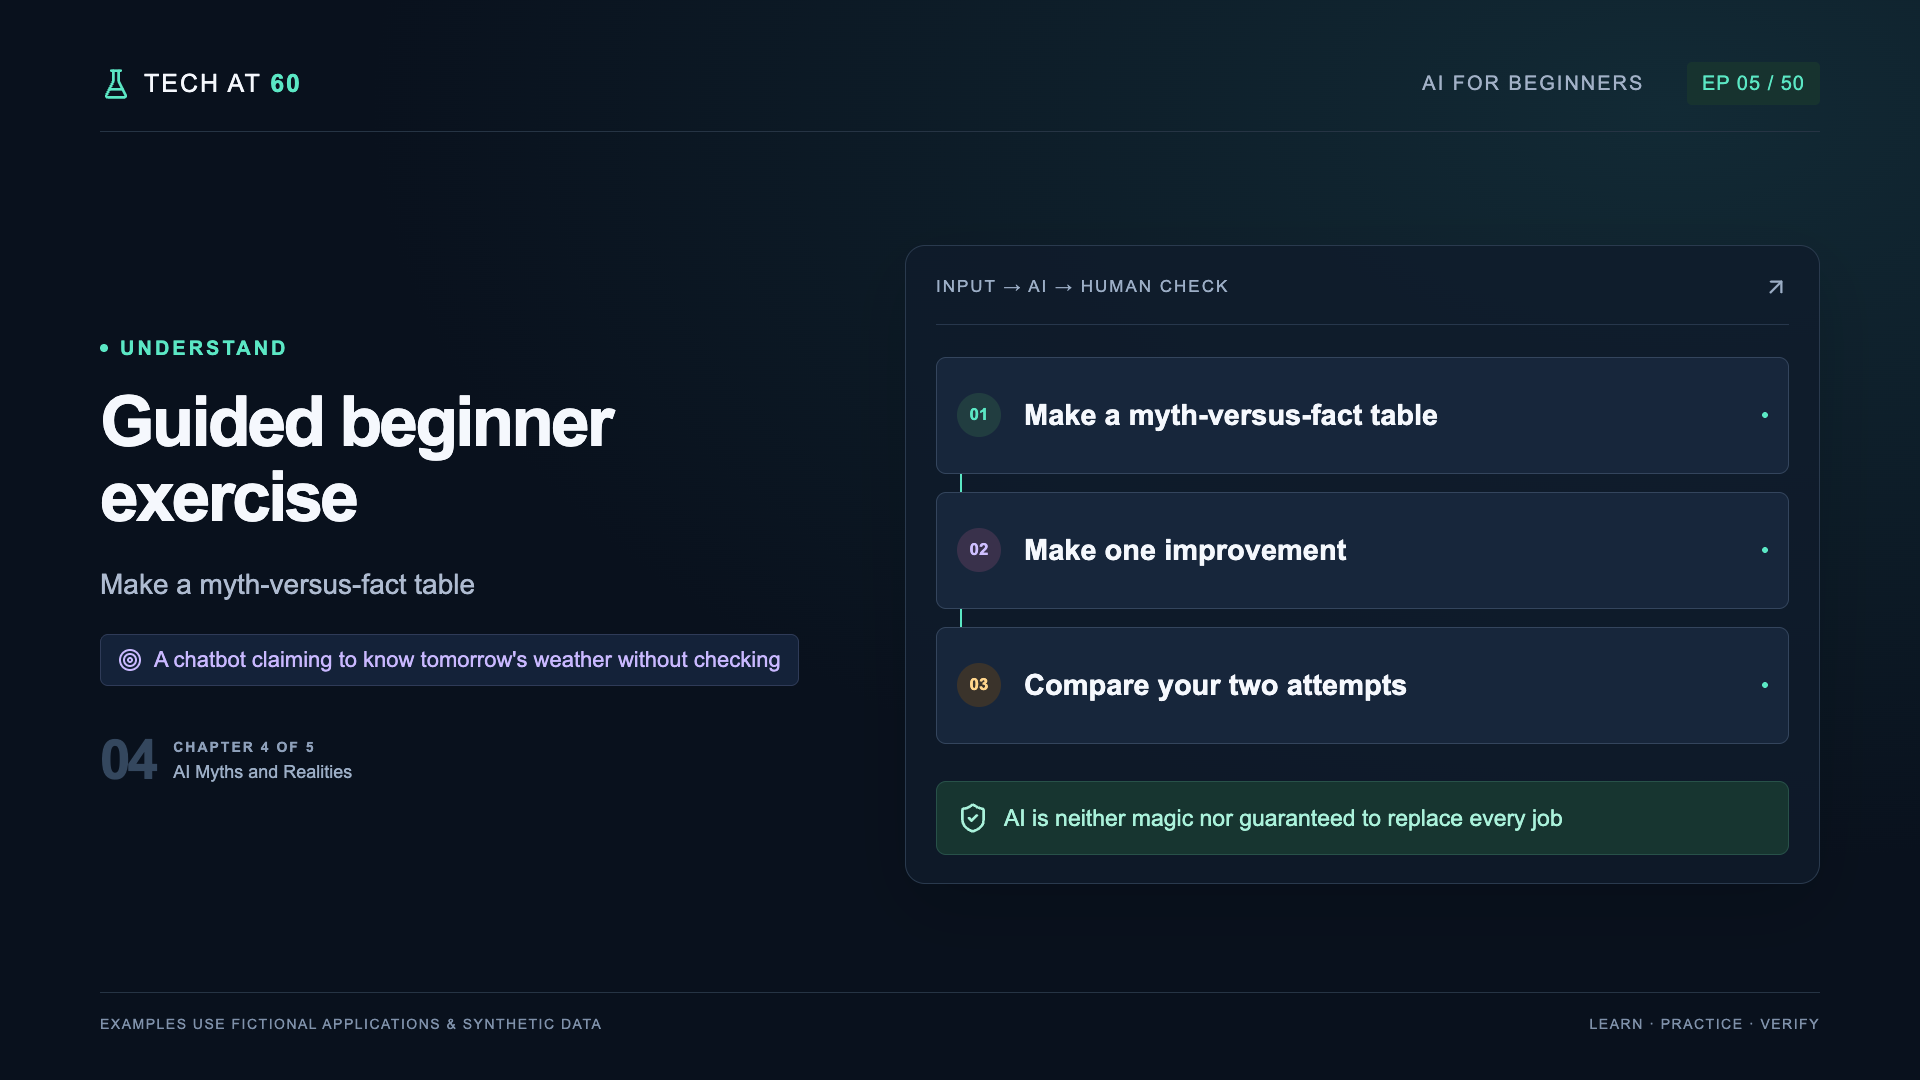 TECH AT 60
AI FOR BEGINNERS
EP 05 / 50
UNDERSTAND
Guided beginner
exercise
Make a myth-versus-fact table
A chatbot claiming to know tomorrow's weather without checking
04
CHAPTER 4 OF 5
AI Myths and Realities
INPUT → AI → HUMAN CHECK
01
Make a myth-versus-fact table
02
Make one improvement
03
Compare your two attempts
AI is neither magic nor guaranteed to replace every job
EXAMPLES USE FICTIONAL APPLICATIONS & SYNTHETIC DATA
LEARN · PRACTICE · VERIFY